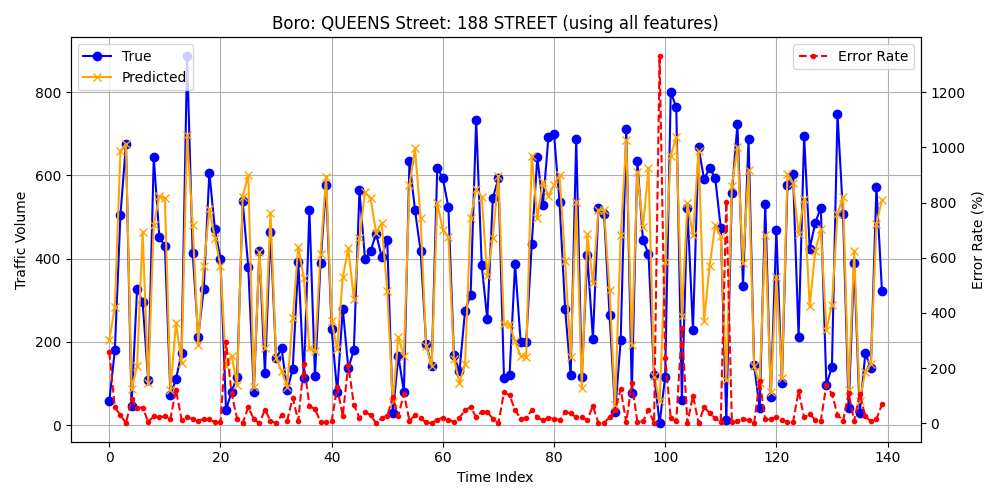 Boro: QUEENS Street: 188 STREET (using all features)
True
Predicted
Error Rate
Traffic Volume
800
600
400
200
0
1200
1000
800
600
400
200
0
Error Rate (%)
0 20 40 60 80 100 120 140
Time Index